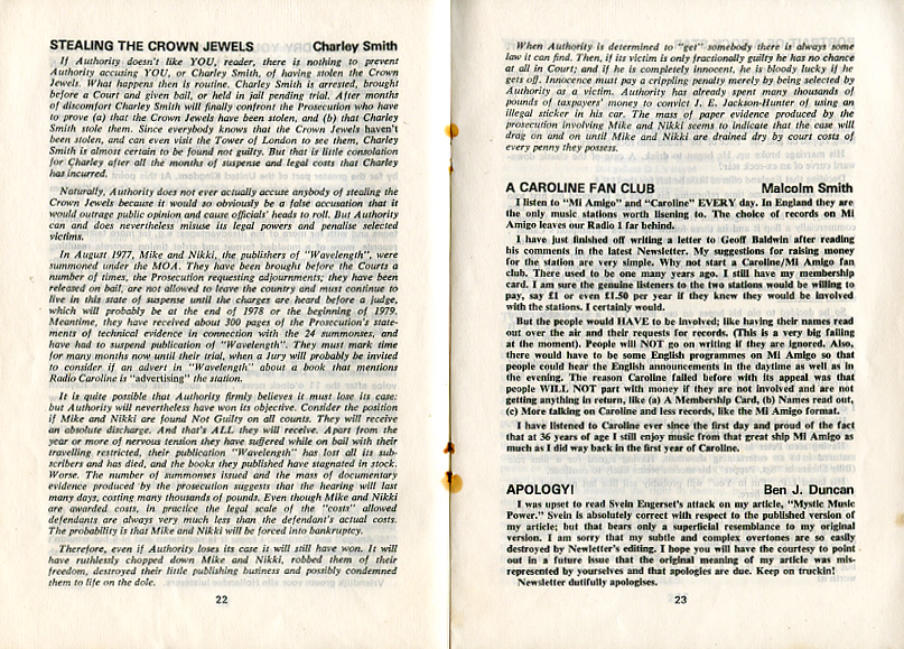 STEALING THE CROWN JEWELS Charley Smith
If Authority doesn't like YOU, reader, there is nothing to prevent
Authority accusing YOU, or Charley Smith, of having stolen the Crown
Jewels. What happens then is routine. Charley Smith is arrested, brought
before a Court and given bail, or held in jail pending trial. After months
of discomfort Charley Smith will finally confront the Prosecution who have
to prove (a) that the Crown Jewels have been stolen, and (b) that Charley
Smith stole them. Since everybody knows that the Crown Jewels haven't
been stolen, and can even visit the Tower of London to see them, Charley
Smith is almost certain to be found not guilty. But that is little consolation
for Charley after all the months of suspense and legal costs that Charley
has incurred.
Naturally, Authority does not ever actually accuse anybody of stealing the
Crown Jewels because it would so obviously be a false accusation that it
would outrage public opinion and cause officials' heads to roll. But Authority
can and does nevertheless misuse its legal powers and penalise selected
victims.
In August 1977, Mike and Nikki, the publishers of "Wavelength", were
summoned under the MOA. They have been brought before the Courts a
number of times, the Prosecution requesting adjournments; they have been
released on bail, are not allowed to leave the country and must continue to
live in this state of suspense until the charges are heard before a judge,
which will probably be at the end of 1978 or the beginning of 1979.
Meantime, they have received about 300 pages of the Prosecution's state-
ments of technical evidence in connection with the 24 summonses, and
have had to suspend publication of "Wavelength". They must mark time
for many months now until their trial, when a Jury will probably be invited
to consider if an advert in "Wavelength" about a book that mentions
Radio Caroline is "advertising" the station.
It is quite possible that Authority firmly believes it must lose its case:
but Authority will nevertheless have won its objective. Consider the position
if Mike and Nikki are found Not Guilty on all counts. They will receive
an absolute discharge. And that's ALL they will receive. Apart from the
year or more of nervous tension they have suffered while on bail with their
travelling restricted, their publication "Wavelength" has lost all its sub-
scribers and has died, and the books they published have stagnated in stock.
Worse. The number of summonses issued and the mass of documentary
evidence produced by the prosecution suggests that the hearing will last
many days, costing many thousands of pounds. Even though Mike and Nikki
are awarded costs, in practice the legal scale of the "costs" allowed
defendants are always very much less than the defendant's actual costs.
The probability is that Mike and Nikki will be forced into bankruptcy.
Therefore, even if Authority loses its case it will still have won. It will
have ruthlessly chopped down Mike and Nikki, robbed them of their
freedom, destroyed their little publishing business and possibly condemned
them to life on the dole.
22
When Authority is determined to "get" somebody there is always some
law it can find. Then, if its victim is only fractionally guilty he has no chance
at all in Court; and if he is completely innocent, he is bloody lucky if he
gets off. Innocence must pay a crippling penalty merely by being selected by
Authority as a victim. Authority has already spent many thousands of
pounds of taxpayers' money to convict J. E. Jackson-Hunter of using an
illegal sticker in his car. The mass of paper evidence produced by the
prosecution involving Mike and Nikki seems to indicate that the case will
drag on and on until Mike and Nikki are drained dry by court costs of
every penny they possess.
A CAROLINE FAN CLUB Malcolm Smith
I listen to "Mi Amigo" and "Caroline" EVERY day. In England they are
the only music stations worth lisening to. The choice of records on Mi
Amigo leaves our Radio 1 far behind.
I have just finished off writing a letter to Geoff Baldwin after reading
his comments in the latest Newsletter. My suggestions for raising money
for the station are very simple. Why not start a Caroline/Mi Amigo fan
club. There used to be one many years ago. I still have my membership
card. I am sure the genuine listeners to the two stations would be willing to
pay, say £1 or even £1.50 per year if they knew they would be involved
with the stations. I certainly would.
But the people would HAVE to be involved; like having their names read
out over the air and their requests for records. (This is a very big failing
at the moment). People will NOT go on writing if they are ignored. Also,
there would have to be some English programmes on Mi Amigo so that
people could hear the English announcements in the daytime as well as in
the evening. The reason Caroline failed before with its appeal was that
people WILL NOT part with money if they are not involved and are not
getting anything in return, like (a) A Membership Card, (b) Names read out,
(c) More talking on Caroline and less records, like the Mi Amigo format.
I have listened to Caroline ever since the first day and proud of the fact
that at 36 years of age I still enjoy music from that great ship Mi Amigo as
much as I did way back in the first year of Caroline.
APOLOGY! Ben J. Duncan
I was upset to read Svein Engerset's attack on my article, "Mystic Music
Power." Svein is absolutely correct with respect to the published version of
my article; but that bears only a superficial resemblance to my original
version. I am sorry that my subtle and complex overtones are so easily
destroyed by Newletter's editing. I hope you will have the courtesy to point
out in a future issue that the original meaning of my article was mis-
represented by yourselves and that apologies are due. Keep on truckin!
Newsletter dutifully apologises.
23